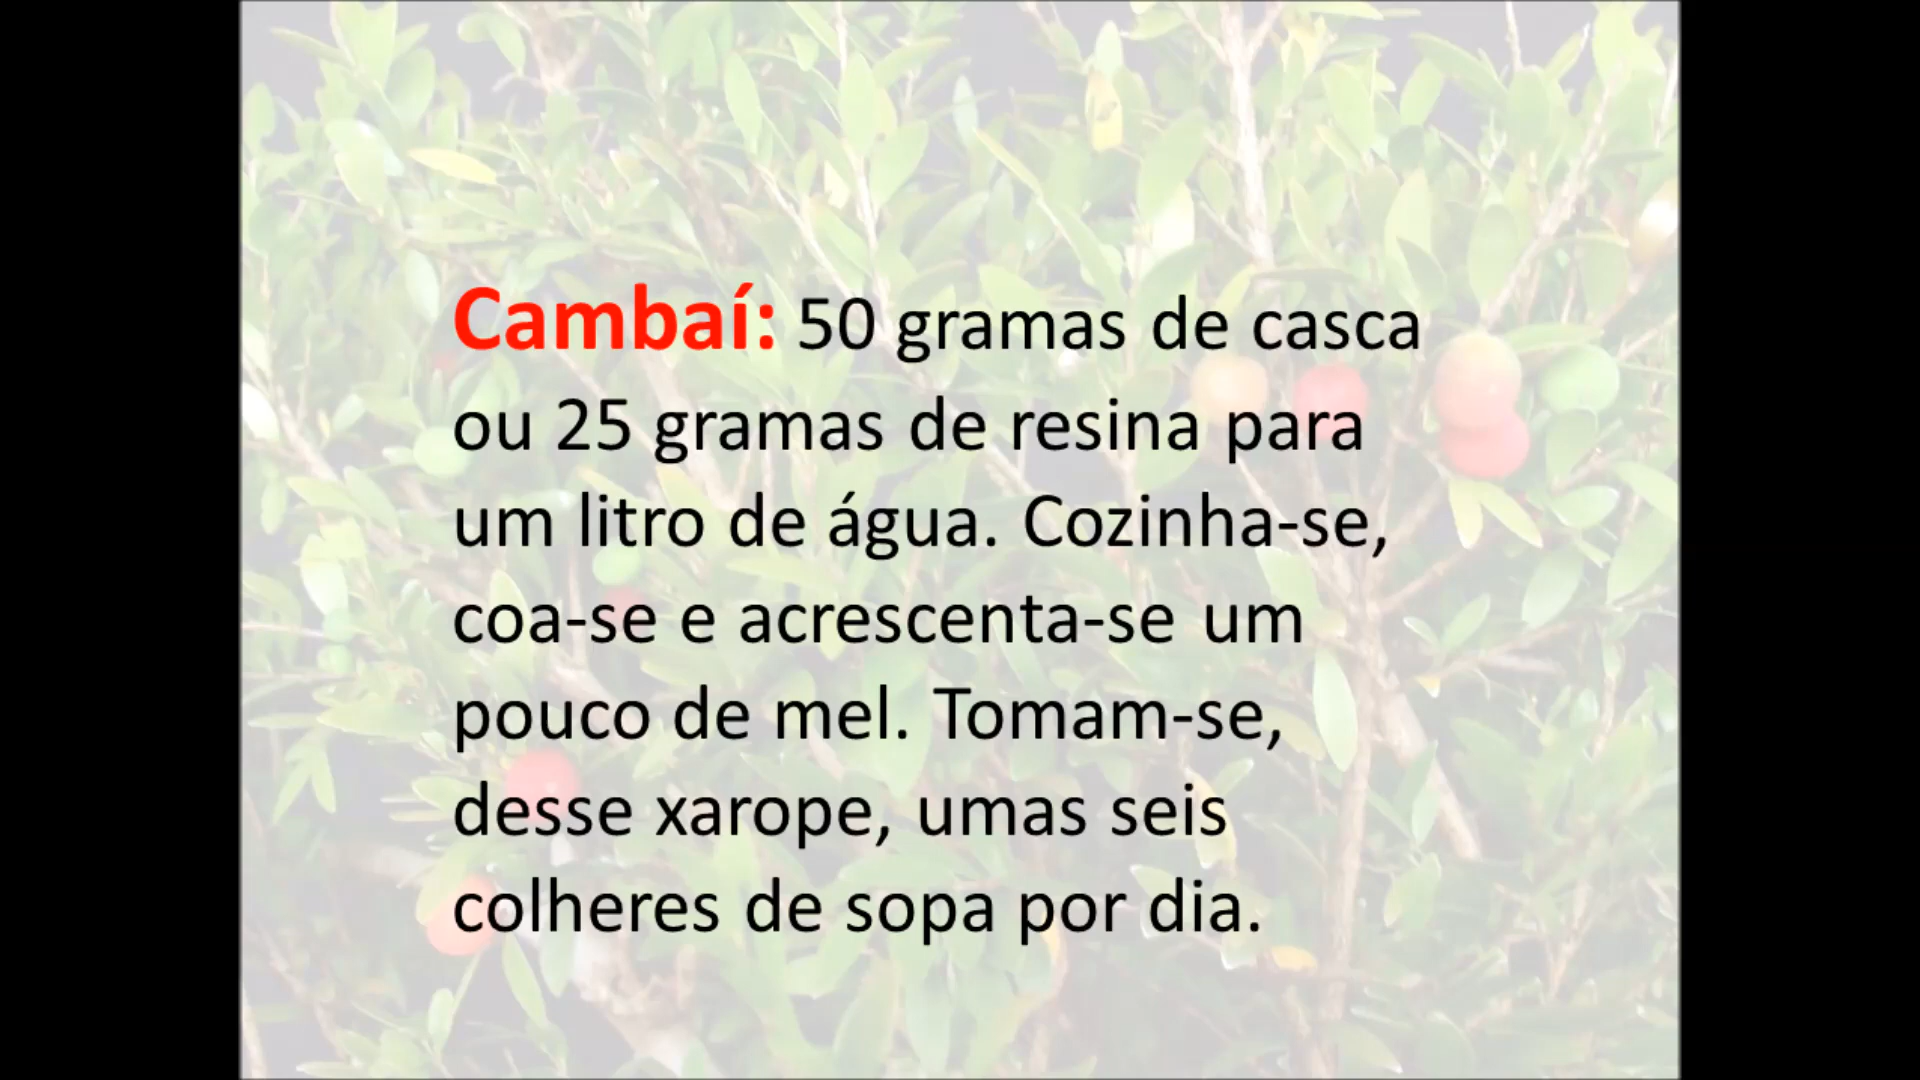 Cambaí: 50 gramas de casca
ou 25 gramas de resina para
um litro de água. Cozinha-se,
coa-se e acrescenta-se um
pouco de mel. Tomam-se,
desse xarope, umas seis
colheres de sopa por dia.